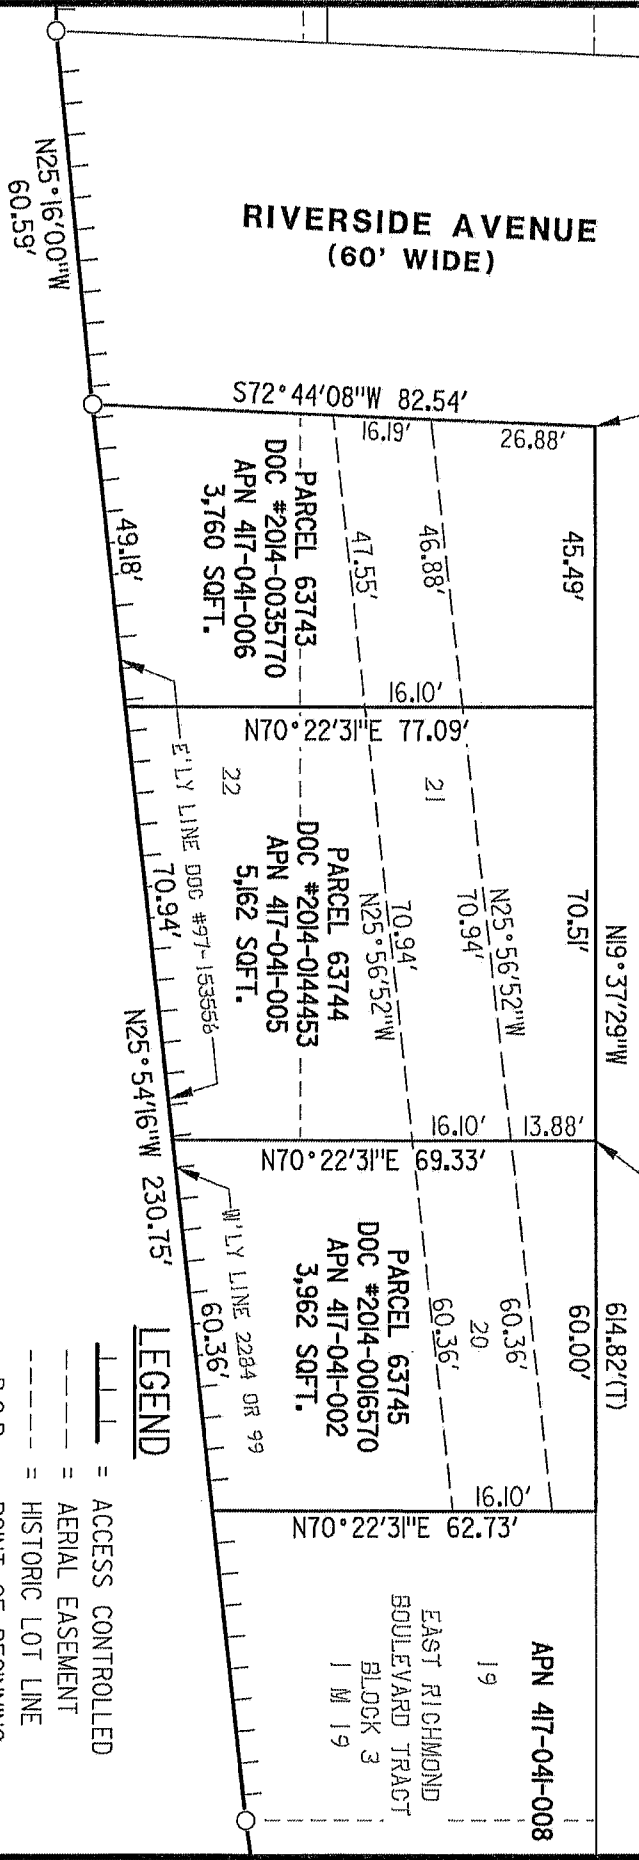 RIVERSIDE AVENUE
(60' WIDE)
N25°16'00"W
60.59'
S72°44'08"W 82.54'
16.19'
26.88'
PARCEL 63743
DOC #2014-0035770
APN 417-041-006
3,760 SQFT.
49.18'
47.55'
46.88'
45.49'
16.10'
N70°22'31"E 77.09'
E'LY LINE DOC #97-153556
22
21
PARCEL 63744
DOC #2014-0144453
APN 417-041-005
5,162 SQFT.
70.94'
N25°56'52"W
70.94'
N25°56'52"W
70.94'
70.51'
N19°37'29"W
614.82'(T)
16.10'
13.88'
N70°22'31"E 69.33'
N25°54'16"W 230.75'
W'LY LINE 2284 OR 99
PARCEL 63745
DOC #2014-0016570
APN 417-041-002
3,962 SQFT.
60.36'
60.36'
20
60.36'
60.00'
16.10'
N70°22'31"E 62.73'
APN 417-041-008
19
EAST RICHMOND
BOULEVARD TRACT
BLOCK 3
1 M 19
LEGEND
= ACCESS CONTROLLED
= AERIAL EASEMENT
= HISTORIC LOT LINE